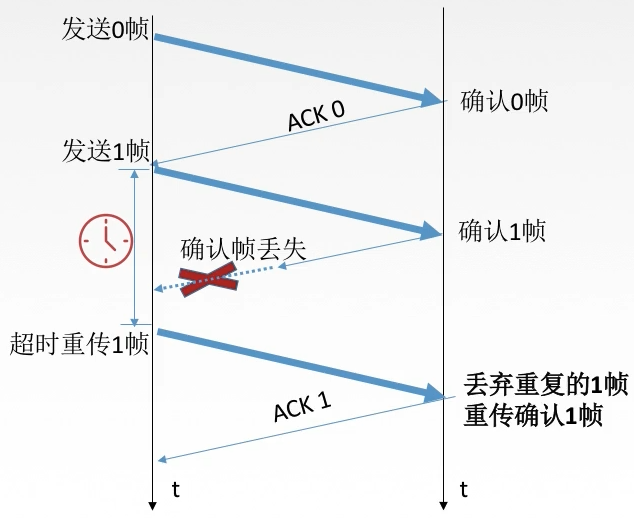 发送0帧
确认0帧
ACK 0
发送1帧
确认1帧
确认帧丢失
超时重传1帧
丢弃重复的1帧
重传确认1帧
ACK 1
t
t